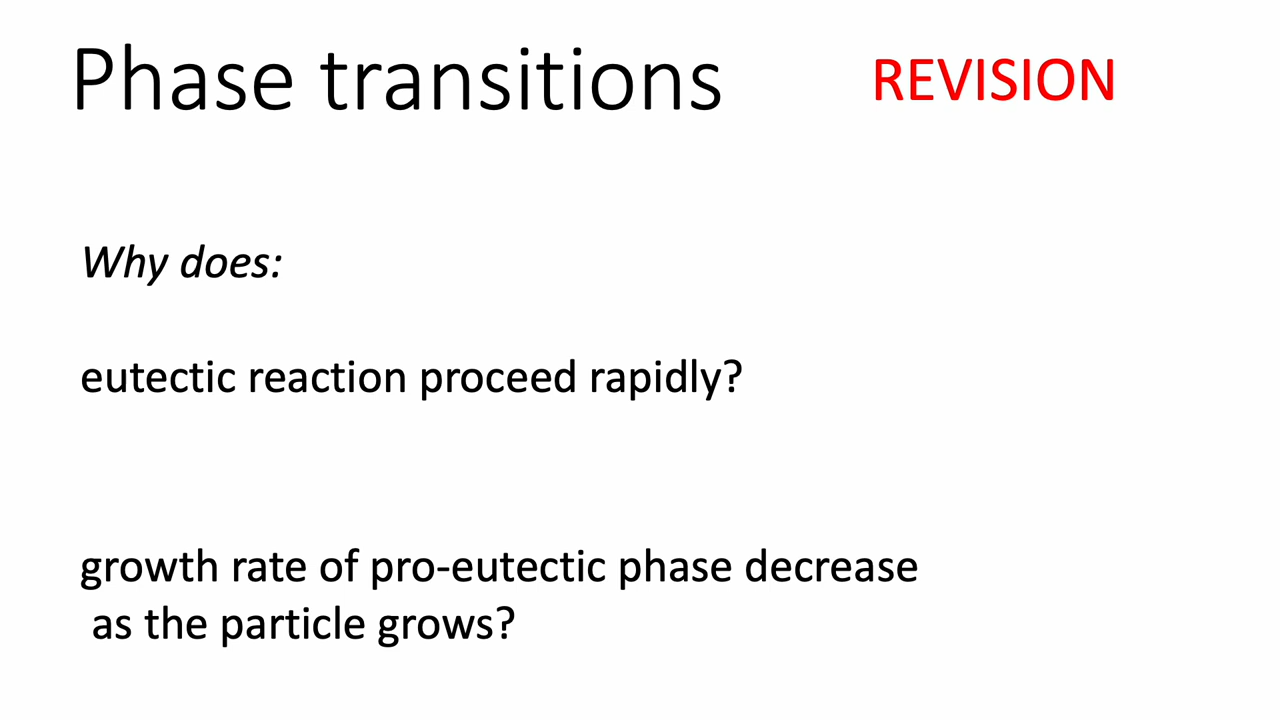 Phase transitions
REVISION
Why does:
eutectic reaction proceed rapidly?
growth rate of pro-eutectic phase decrease
as the particle grows?